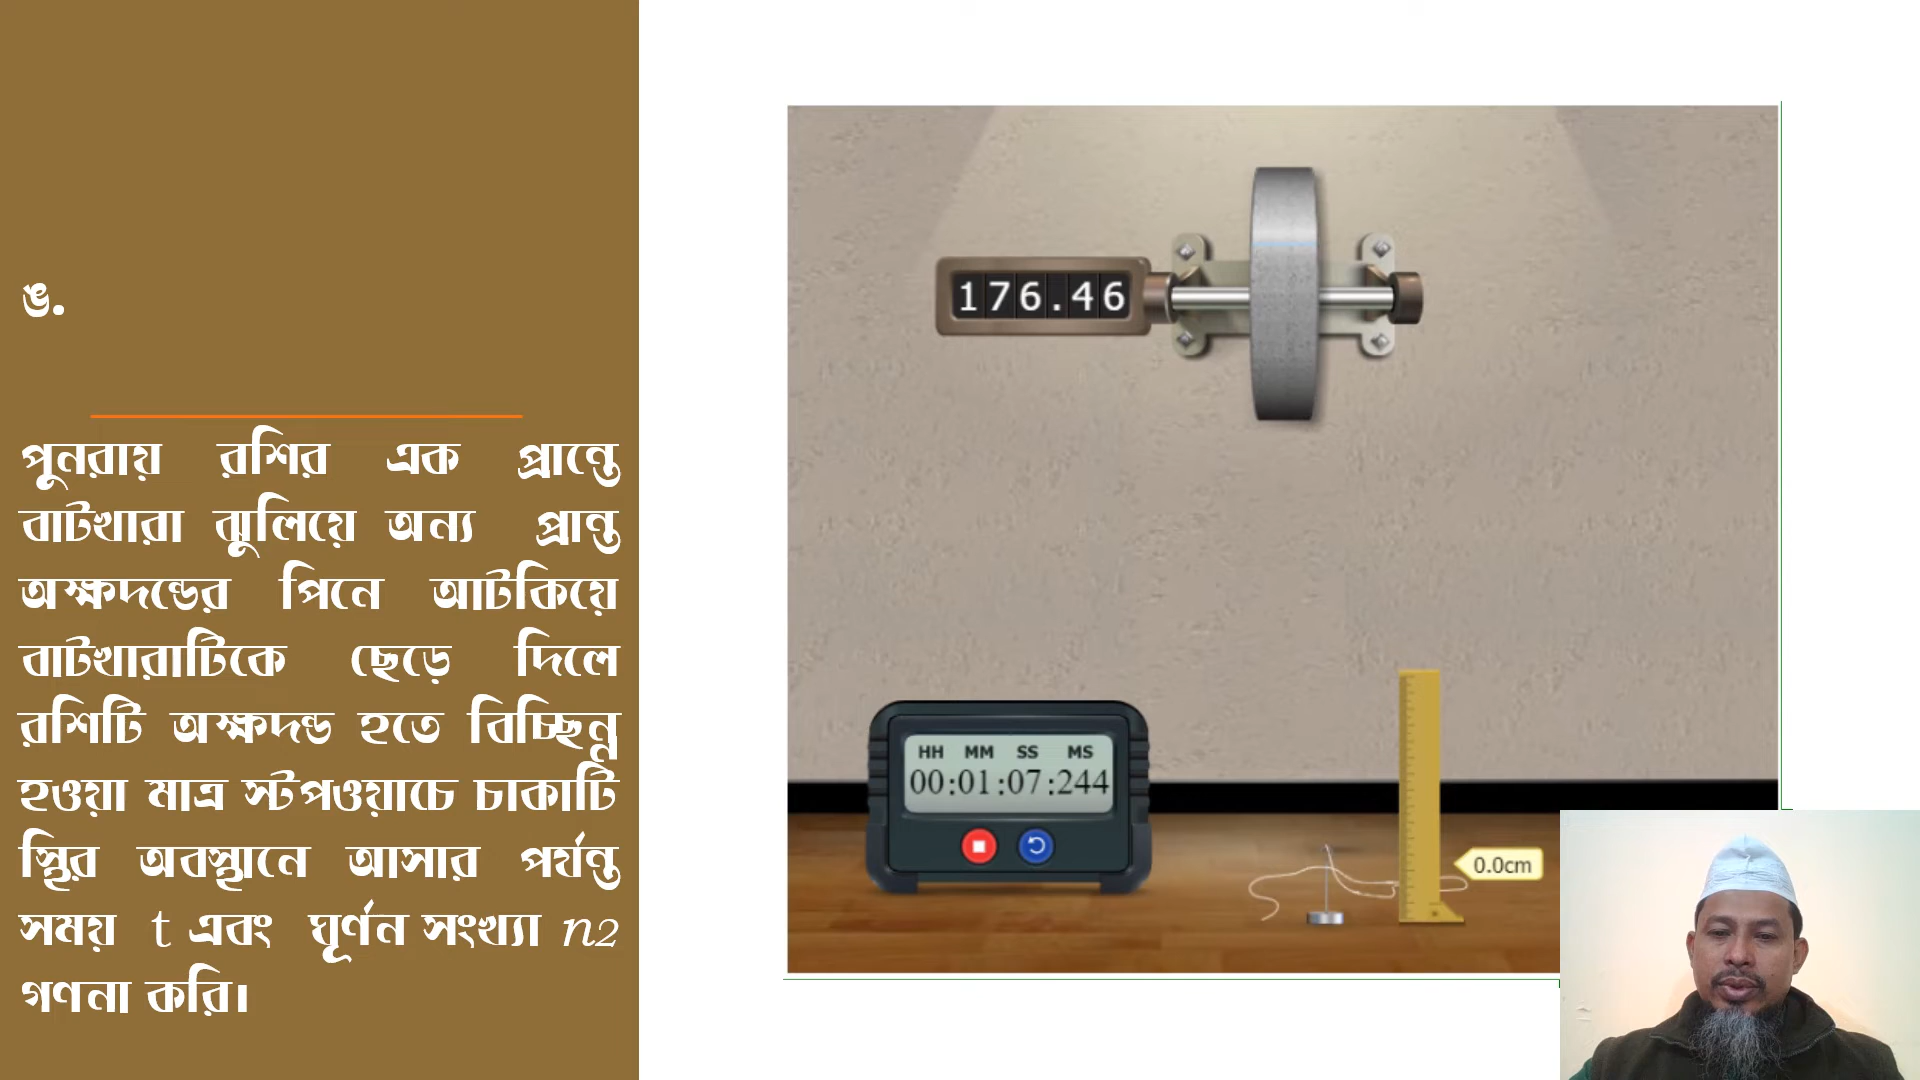 ঙ.
পুনরায় রশির এক প্রান্তে
বাটখারা ঝুলিয়ে অন্য প্রান্ত
অক্ষদন্ডের পিনে আটকিয়ে
বাটখারাটিকে ছেড়ে দিলে
রশিটি অক্ষদন্ড হতে বিচ্ছিন্ন
হওয়া মাত্র স্টপওয়াচে চাকাটি
স্থির অবস্থানে আসার পর্যন্ত
সময় t এবং ঘূর্ণন সংখ্যা n2
গণনা করি।
176.46
HH MM SS MS
00:01:07:244
0.0cm